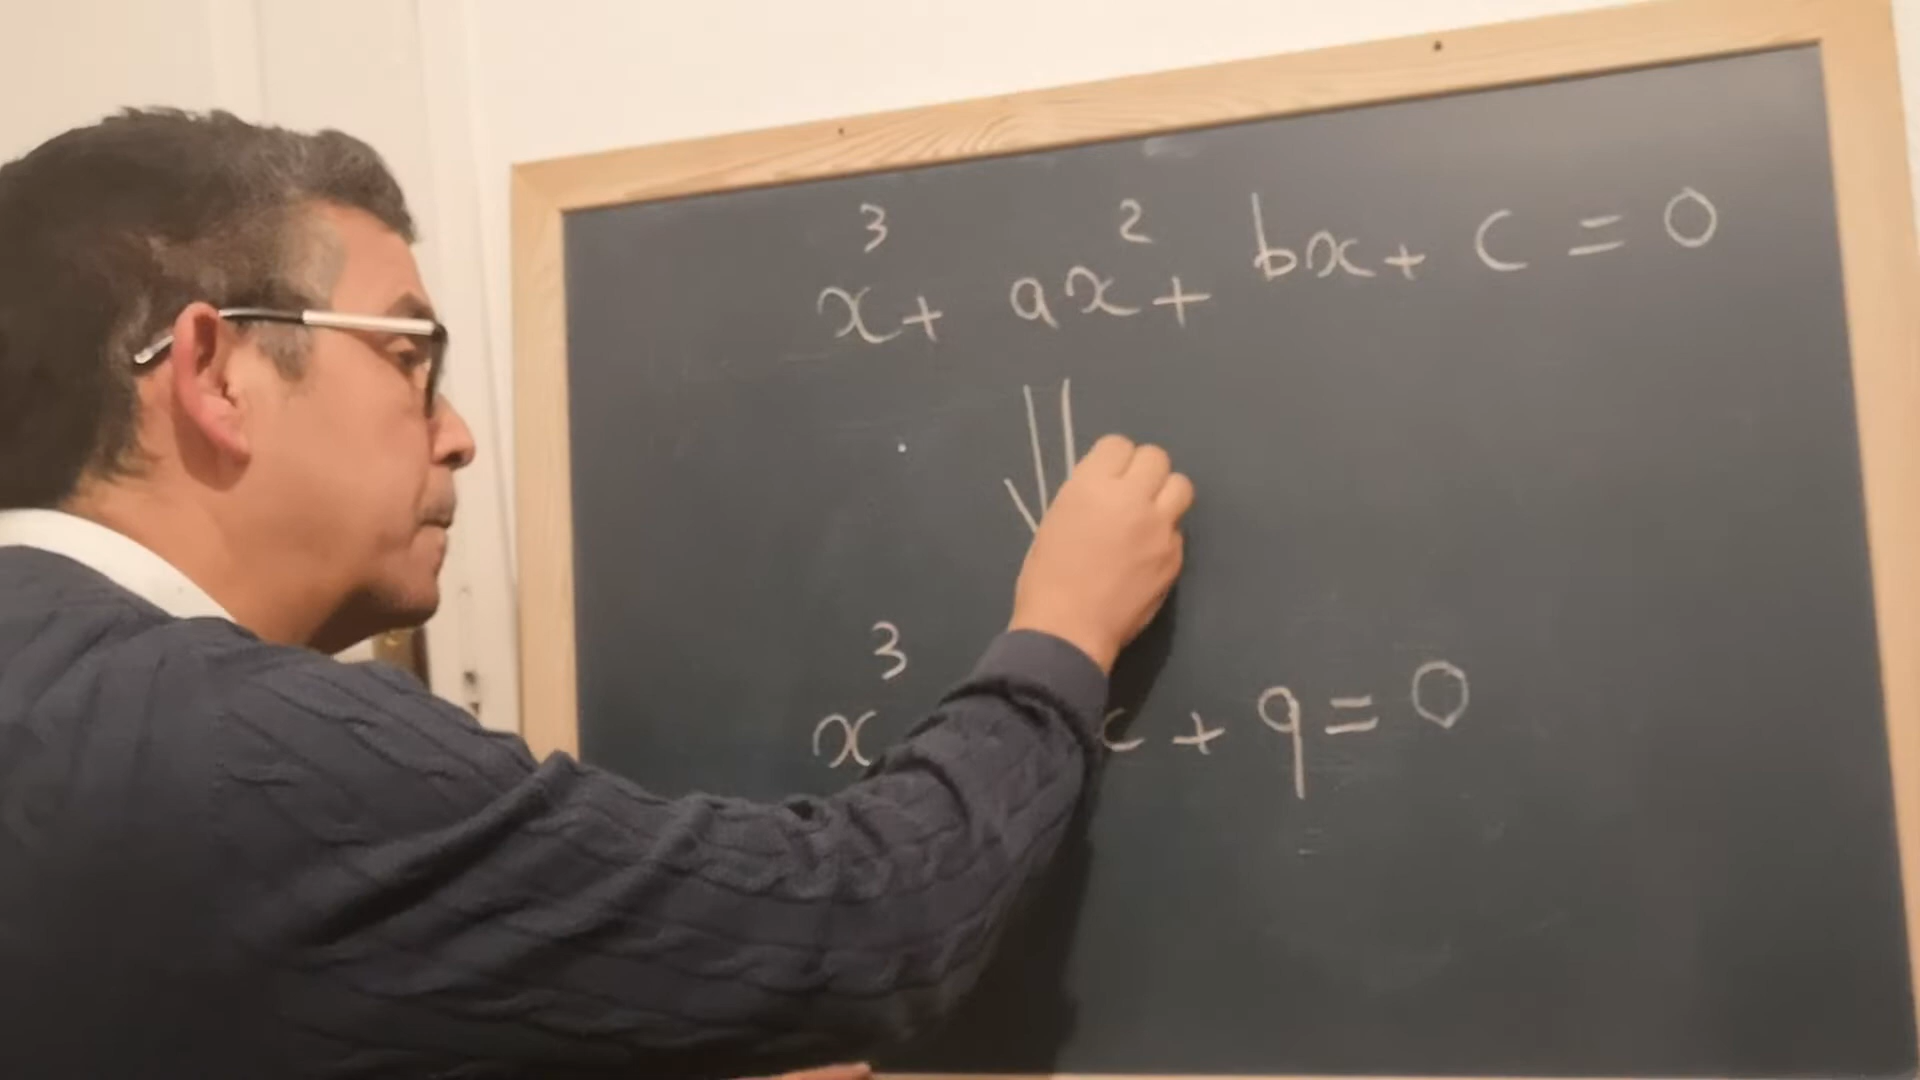 x³ + ax² + bx + c = 0
x³ x + q = 0